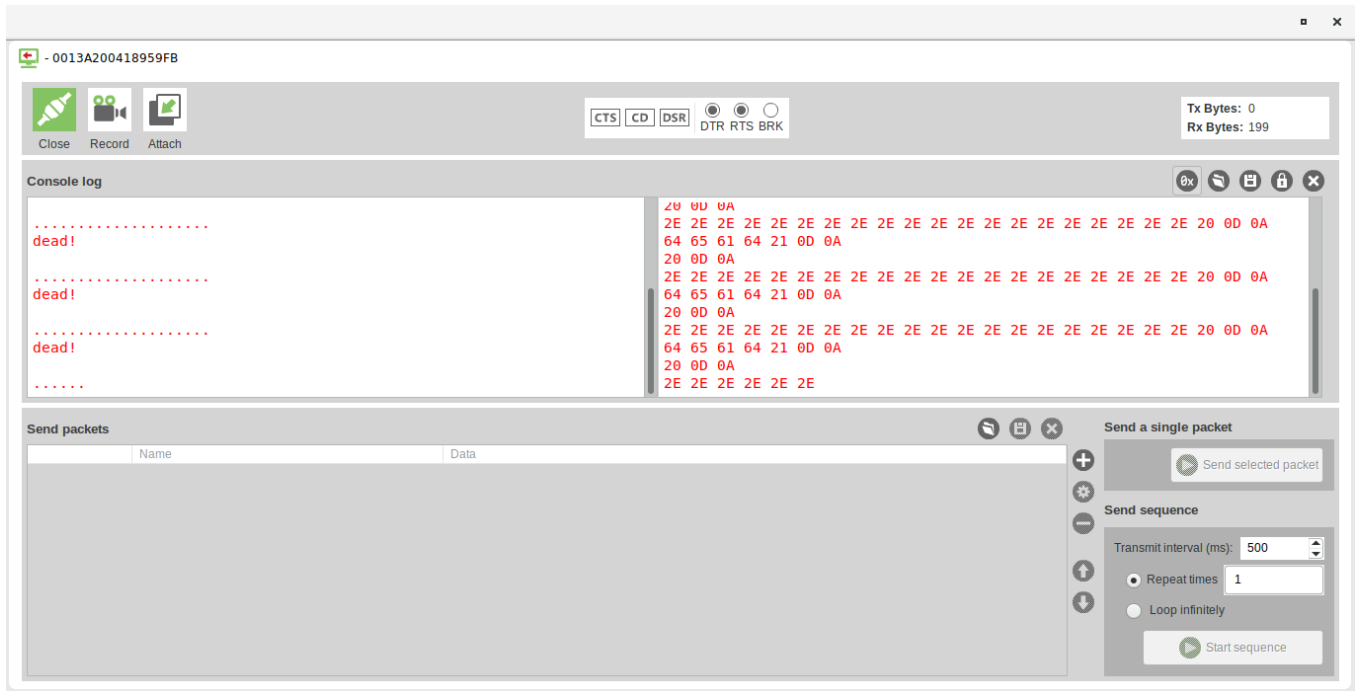 - 0013A200418959FB
Close Record Attach
CTS CD DSR DTR RTS BRK
Tx Bytes: 0
Rx Bytes: 199
Console log
0x
....................
dead!
....................
dead!
....................
dead!
......
20 0D 0A
2E 2E 2E 2E 2E 2E 2E 2E 2E 2E 2E 2E 2E 2E 2E 2E 2E 2E 2E 2E 20 0D 0A
64 65 61 64 21 0D 0A
20 0D 0A
2E 2E 2E 2E 2E 2E 2E 2E 2E 2E 2E 2E 2E 2E 2E 2E 2E 2E 2E 2E 20 0D 0A
64 65 61 64 21 0D 0A
20 0D 0A
2E 2E 2E 2E 2E 2E 2E 2E 2E 2E 2E 2E 2E 2E 2E 2E 2E 2E 2E 2E 20 0D 0A
64 65 61 64 21 0D 0A
20 0D 0A
2E 2E 2E 2E 2E 2E
Send packets
Name Data
Send a single packet
Send selected packet
Send sequence
Transmit interval (ms): 500
Repeat times 1
Loop infinitely
Start sequence